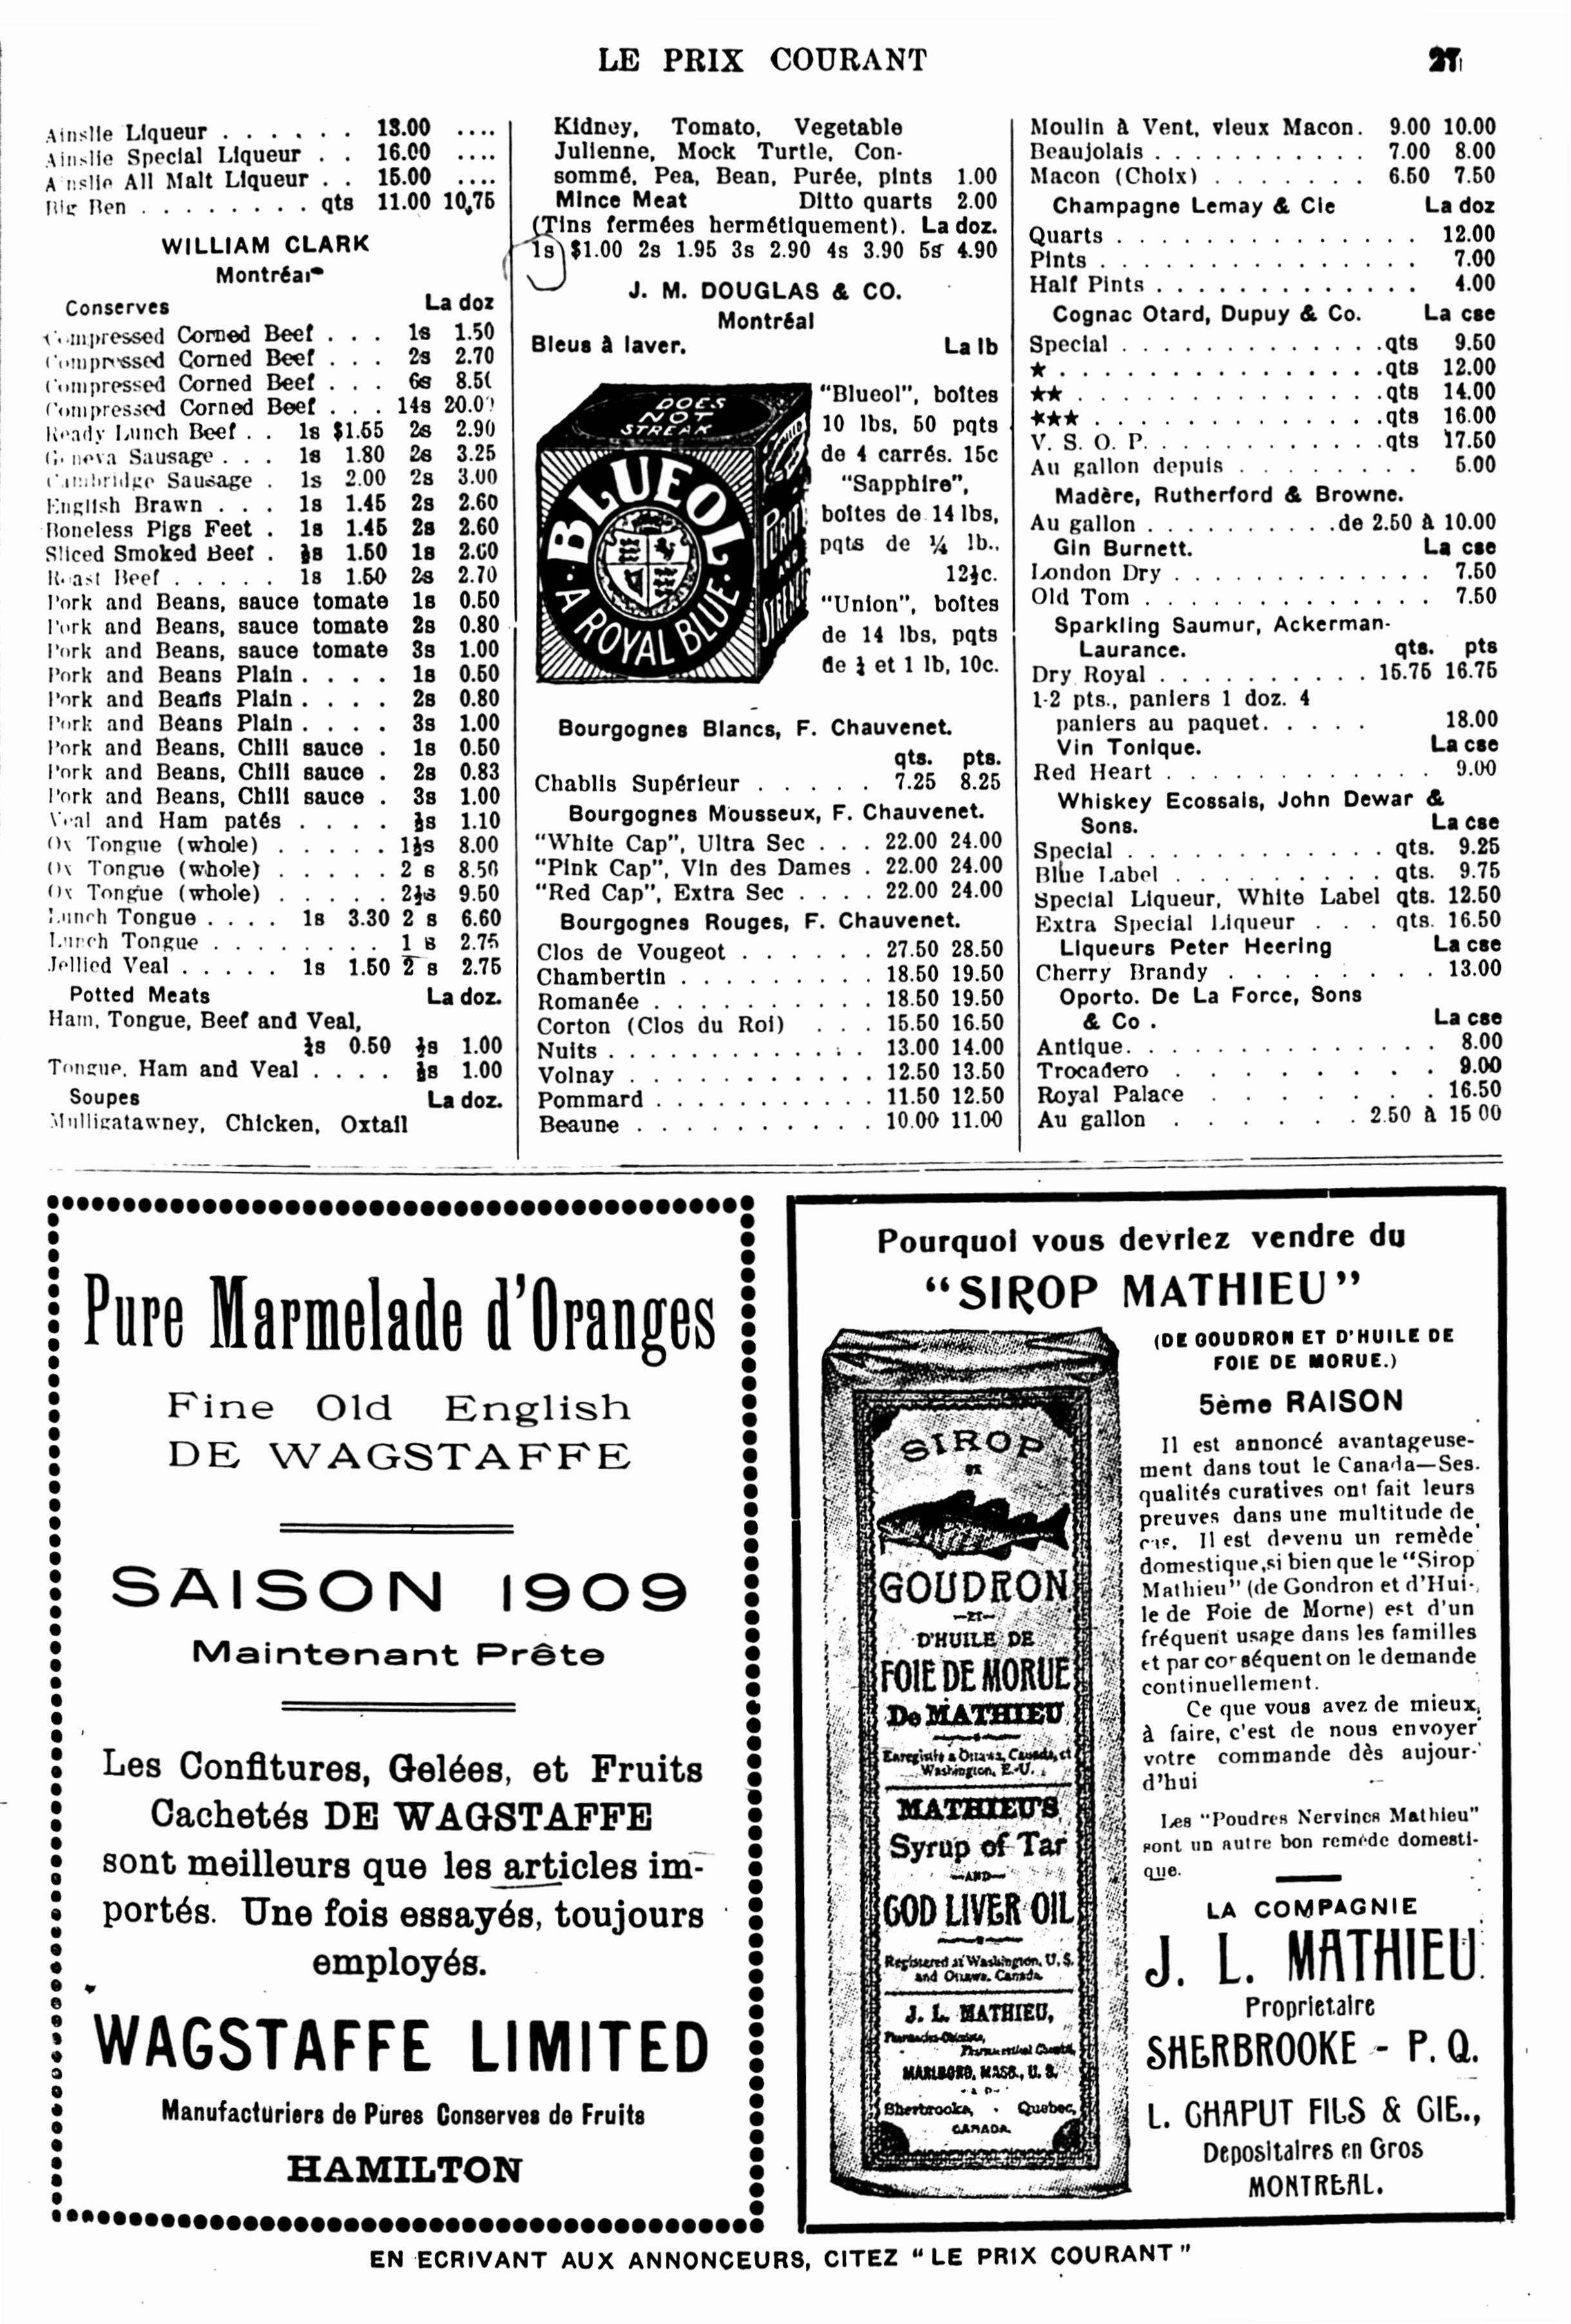 LE PRIX COURANT
27
Ainslie Liqueur . . . . . . 13.00 ....
Ainslie Special Liqueur . . 16.00 ....
Ainslie All Malt Liqueur . . 15.00 ....
Big Ben . . . . . . . . qts 11.00 10,75
WILLIAM CLARK
Montréal
Conserves La doz
Compressed Corned Beef . . . 1s 1.50
Compressed Corned Beef . . . 2s 2.70
Compressed Corned Beef . . . 6s 8.50
Compressed Corned Beef . . . 14s 20.00
Ready Lunch Beef . . 1s $1.55 2s 2.90
Geneva Sausage . . . 1s 1.80 2s 3.25
Cambridge Sausage . 1s 2.00 2s 3.00
English Brawn . . . 1s 1.45 2s 2.60
Boneless Pigs Feet . 1s 1.45 2s 2.60
Sliced Smoked Beef . ½s 1.50 1s 2.60
Roast Beef . . . . . 1s 1.50 2s 2.70
Pork and Beans, sauce tomate 1s 0.50
Pork and Beans, sauce tomate 2s 0.80
Pork and Beans, sauce tomate 3s 1.00
Pork and Beans Plain . . . . 1s 0.50
Pork and Beans Plain . . . . 2s 0.80
Pork and Beans Plain . . . . 3s 1.00
Pork and Beans, Chili sauce . 1s 0.50
Pork and Beans, Chili sauce . 2s 0.83
Pork and Beans, Chili sauce . 3s 1.00
Veal and Ham patés . . . . ½s 1.10
Ox Tongue (whole) . . . . . 1½s 8.00
Ox Tongue (whole) . . . . . 2 s 8.50
Ox Tongue (whole) . . . . . 2½s 9.50
Lunch Tongue . . . . 1s 3.30 2 s 6.60
Lunch Tongue . . . . . . . . 1 s 2.75
Jellied Veal . . . . . 1s 1.50 2 s 2.75
Potted Meats La doz.
Ham, Tongue, Beef and Veal,
¼s 0.50 ½s 1.00
Tongue, Ham and Veal . . . . ½s 1.00
Soupes La doz.
Mulligatawney, Chicken, Oxtail
Kidney, Tomato, Vegetable
Julienne, Mock Turtle, Con-
sommé, Pea, Bean, Purée, pints 1.00
Mince Meat Ditto quarts 2.00
(Tins fermées hermétiquement). La doz.
1s $1.00 2s 1.95 3s 2.90 4s 3.90 5s 4.90
J. M. DOUGLAS & CO.
Montréal
Bleus à laver. La lb
DOES
NOT
STREAK
BLUEOL
A ROYAL BLUE
"Blueol", boîtes
10 lbs, 50 pqts
de 4 carrés. 15c
"Sapphire",
boites de 14 lbs,
pqts de ¼ lb.,
12½c.
"Union", boîtes
de 14 lbs, pqts
de ½ et 1 lb, 10c.
Bourgognes Blancs, F. Chauvenet.
qts. pts.
Chablis Supérieur . . . . . 7.25 8.25
Bourgognes Mousseux, F. Chauvenet.
"White Cap", Ultra Sec . . . 22.00 24.00
"Pink Cap", Vin des Dames . 22.00 24.00
"Red Cap", Extra Sec . . . . 22.00 24.00
Bourgognes Rouges, F. Chauvenet.
Clos de Vougeot . . . . . . 27.50 28.50
Chambertin . . . . . . . . . 18.50 19.50
Romanée . . . . . . . . . . 18.50 19.50
Corton (Clos du Roi) . . . 15.50 16.50
Nuits . . . . . . . . . . . . 13.00 14.00
Volnay . . . . . . . . . . . 12.50 13.50
Pommard . . . . . . . . . . 11.50 12.50
Beaune . . . . . . . . . . . 10.00 11.00
Moulin à Vent, vieux Macon. 9.00 10.00
Beaujolais . . . . . . . . . . . 7.00 8.00
Macon (Choix) . . . . . . . 6.50 7.50
Champagne Lemay & Cie La doz
Quarts . . . . . . . . . . . . . . 12.00
Pints . . . . . . . . . . . . . . . 7.00
Half Pints . . . . . . . . . . . . . 4.00
Cognac Otard, Dupuy & Co. La cse
Special . . . . . . . . . . . . . .qts 9.50
★ . . . . . . . . . . . . . . . .qts 12.00
★★ . . . . . . . . . . . . . . .qts 14.00
★★★ . . . . . . . . . . . . . .qts 16.00
V. S. O. P. . . . . . . . . . . .qts 17.50
Au gallon depuis . . . . . . . . 5.00
Madère, Rutherford & Browne.
Au gallon . . . . . . . . .de 2.50 à 10.00
Gin Burnett. La cse
London Dry . . . . . . . . . . . . 7.50
Old Tom . . . . . . . . . . . . . 7.50
Sparkling Saumur, Ackerman-
Laurance. qts. pts
Dry Royal . . . . . . . . . . 15.75 16.75
1-2 pts., paniers 1 doz. 4
paniers au paquet. . . . . . 18.00
Vin Tonique. La cse
Red Heart . . . . . . . . . . . . 9.00
Whiskey Ecossais, John Dewar &
Sons. La cse
Special . . . . . . . . . . . . qts. 9.25
Blue Label . . . . . . . . . . qts. 9.75
Special Liqueur, White Label qts. 12.50
Extra Special Liqueur . . . qts. 16.50
Liqueurs Peter Heering La cse
Cherry Brandy . . . . . . . . . 13.00
Oporto. De La Force, Sons
& Co . La cse
Antique. . . . . . . . . . . . . . 8.00
Trocadero . . . . . . . . . 9.00
Royal Palace . . . . . . . . 16.50
Au gallon . . . . . . . 2.50 à 15 00
Pure Marmelade d'Oranges
Fine Old English
DE WAGSTAFFE
SAISON 1909
Maintenant Prête
Les Confitures, Gelées, et Fruits
Cachetés DE WAGSTAFFE
sont meilleurs que les articles im-
portés. Une fois essayés, toujours
employés.
WAGSTAFFE LIMITED
Manufacturiers de Pures Conserves de Fruits
HAMILTON
Pourquoi vous devriez vendre du
"SIROP MATHIEU"
SIROP
DE
GOUDRON
—ET—
D'HUILE DE
FOIE DE MORUE
De MATHIEU
Enregistré à Ottawa, Canada, et
Washington, E.-U.
MATHIEU'S
Syrup of Tar
—AND—
COD LIVER OIL
Registered at Washington, U.S.
and Ottawa, Canada.
J. L. MATHIEU,
MARLBORO, MASS., U. S.
Sherbrooke, Quebec,
CANADA.
(DE GOUDRON ET D'HUILE DE
FOIE DE MORUE.)
5ème RAISON
Il est annoncé avantageuse-
ment dans tout le Canada—Ses.
qualités curatives ont fait leurs
preuves dans une multitude de
cas. Il est devenu un remède
domestique,si bien que le "Sirop
Mathieu" (de Gondron et d'Hui-
le de Foie de Morne) est d'un
fréquent usage dans les familles
et par conséquent on le demande
continuellement.
Ce que vous avez de mieux
à faire, c'est de nous envoyer
votre commande dès aujour-
d'hui
Les "Poudres Nervines Mathieu"
sont un autre bon remède domesti-
que.
LA COMPAGNIE
J. L. MATHIEU
Proprietaire
SHERBROOKE - P. Q.
L. CHAPUT FILS & CIE.,
Depositaires en Gros
MONTREAL.
EN ECRIVANT AUX ANNONCEURS, CITEZ "LE PRIX COURANT"